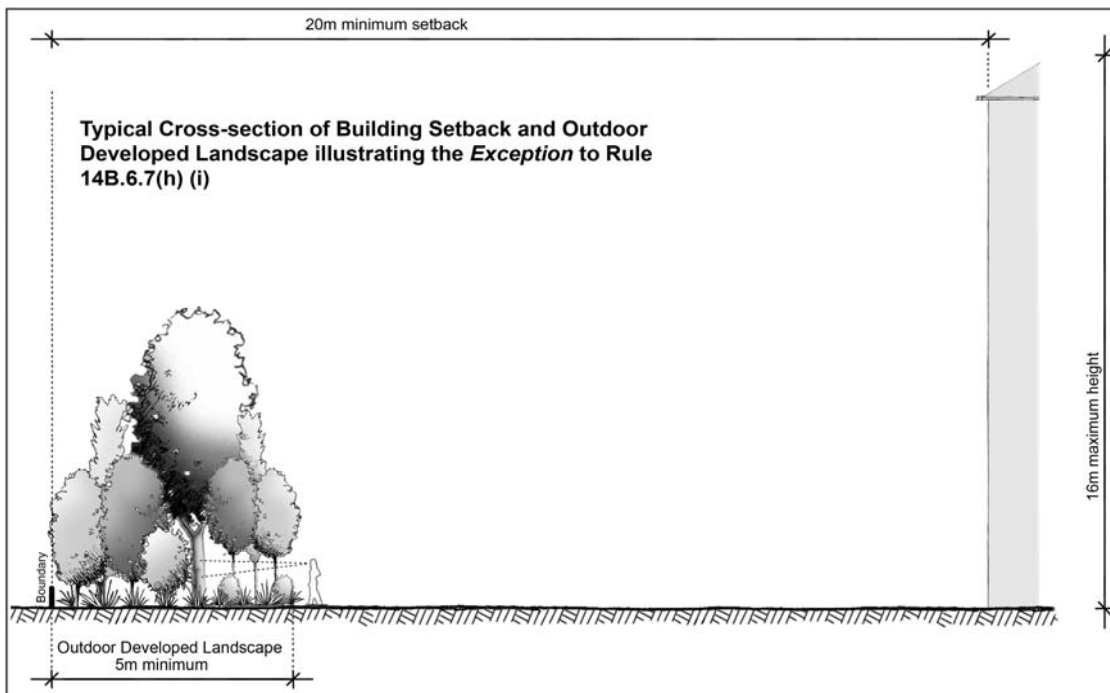 20m minimum setback
Typical Cross-section of Building Setback and Outdoor
Developed Landscape illustrating the Exception to Rule
14B.6.7(h) (i)
16m maximum height
Boundary
Outdoor Developed Landscape
5m minimum